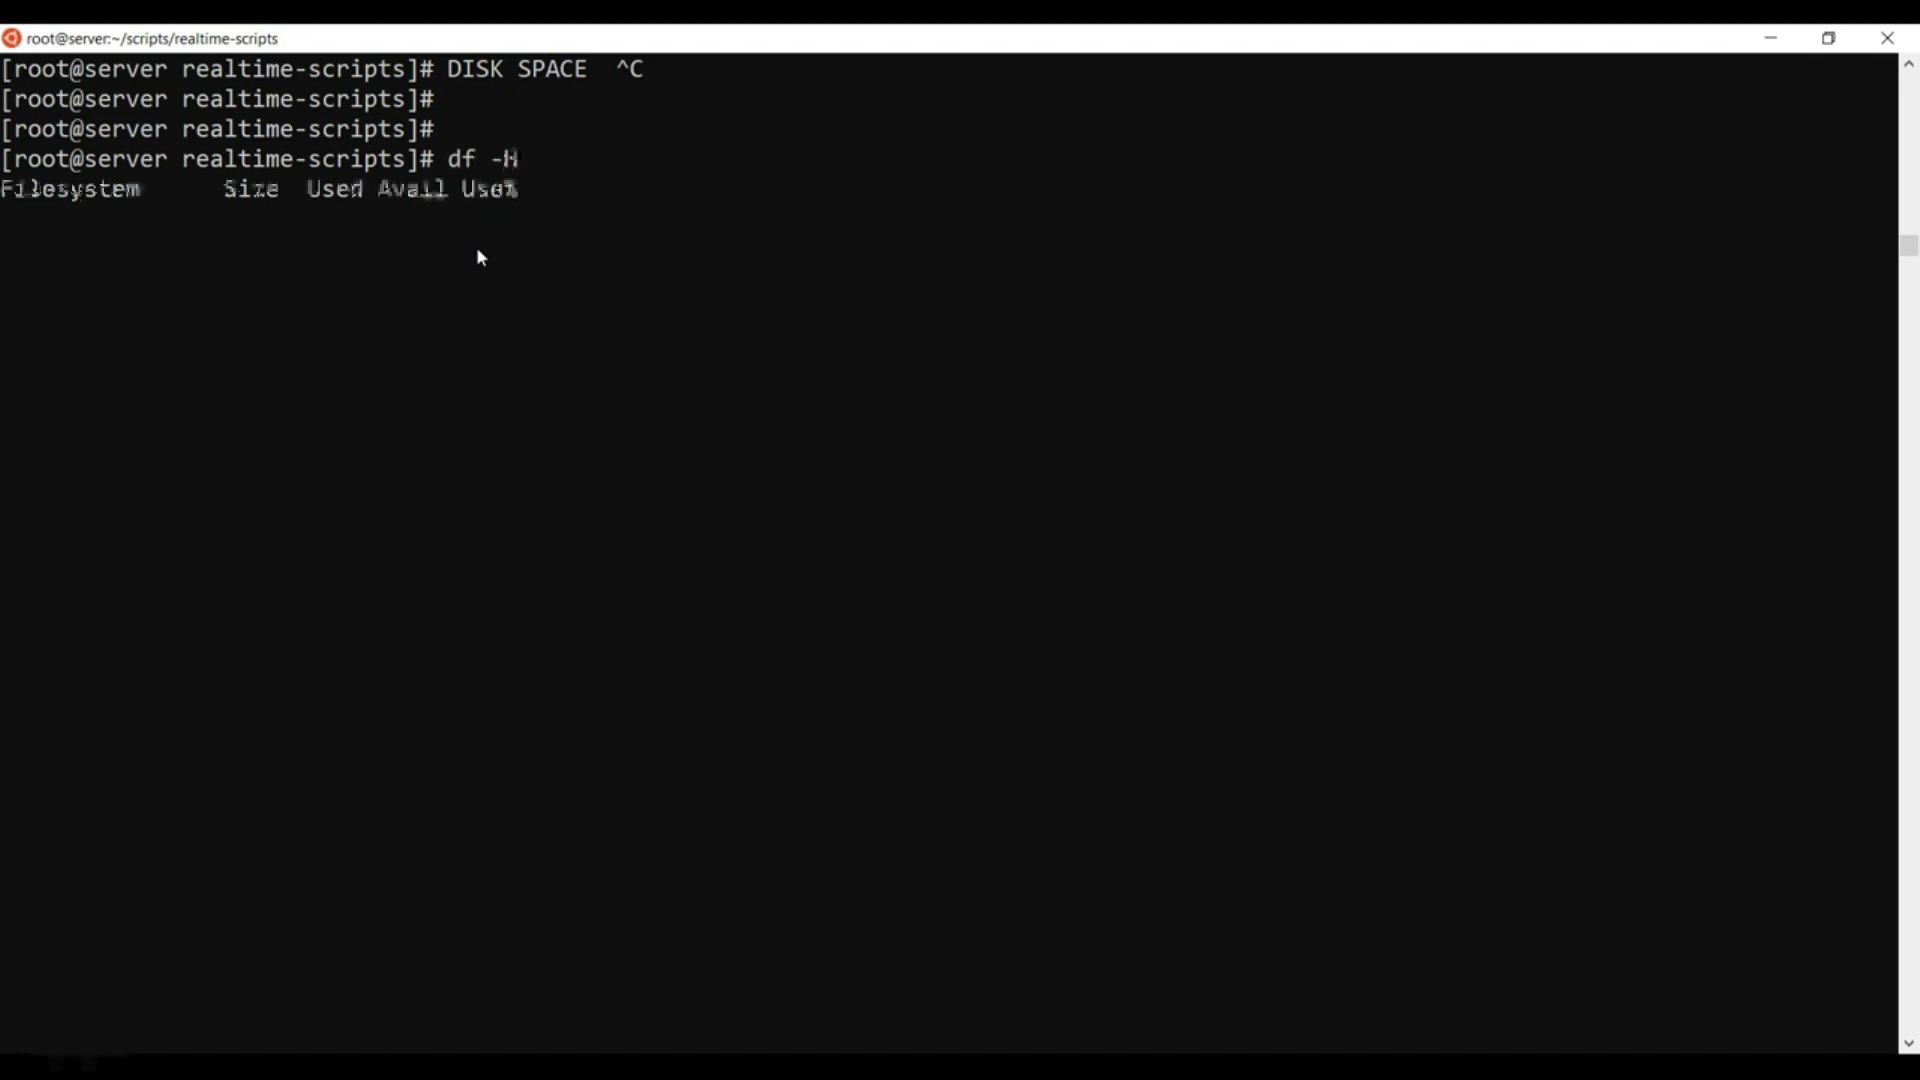 root@server:~/scripts/realtime-scripts
[root@server realtime-scripts]# DISK SPACE  ^C
[root@server realtime-scripts]#
[root@server realtime-scripts]#
[root@server realtime-scripts]# df -H
Filesystem      Size  Used Avail Use%